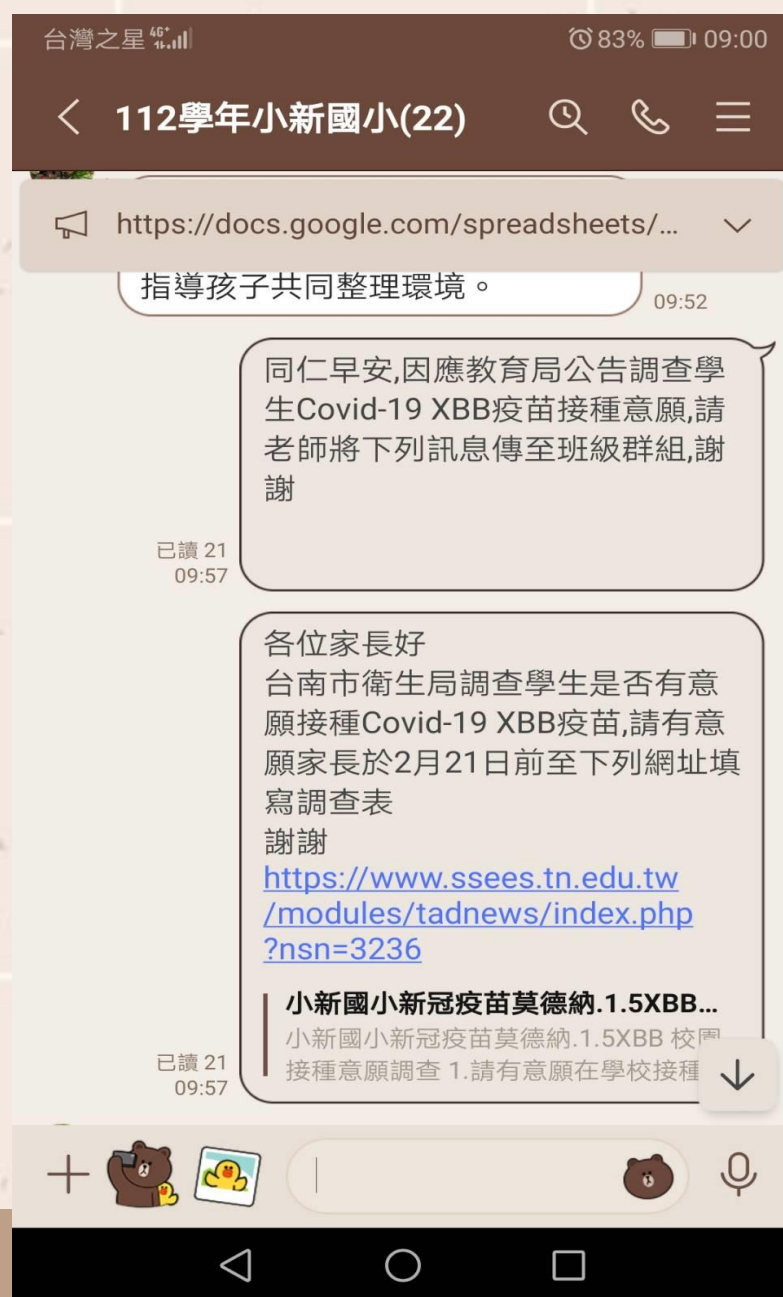 台灣之星 4G+ 83% 09:00
112學年小新國小(22)
https://docs.google.com/spreadsheets/...
指導孩子共同整理環境。
09:52
同仁早安,因應教育局公告調查學
生Covid-19 XBB疫苗接種意願,請
老師將下列訊息傳至班級群組,謝
謝
已讀 21
09:57
各位家長好
台南市衛生局調查學生是否有意
願接種Covid-19 XBB疫苗,請有意
願家長於2月21日前至下列網址填
寫調查表
謝謝
https://www.ssees.tn.edu.tw
/modules/tadnews/index.php
?nsn=3236
小新國小新冠疫苗莫德納.1.5XBB...
小新國小新冠疫苗莫德納.1.5XBB 校園
接種意願調查 1.請有意願在學校接種
已讀 21
09:57